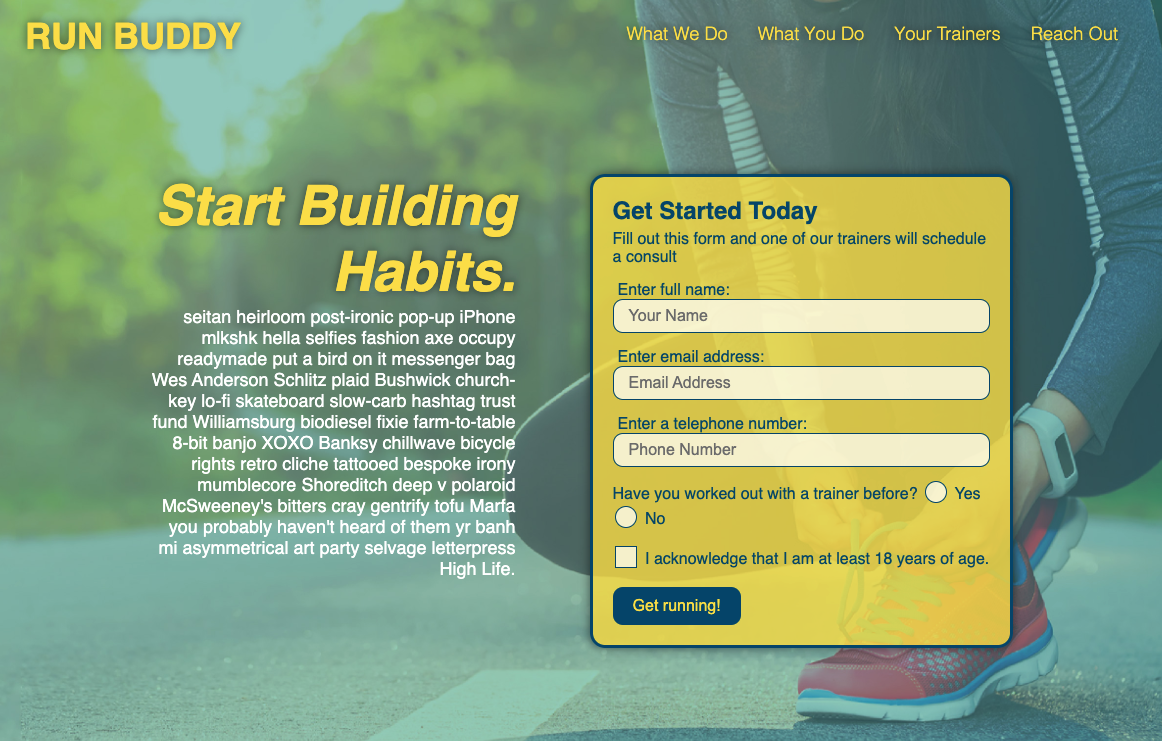 RUN BUDDY
What We Do What You Do Your Trainers Reach Out
Start Building
Habits.
seitan heirloom post-ironic pop-up iPhone
mlkshk hella selfies fashion axe occupy
readymade put a bird on it messenger bag
Wes Anderson Schlitz plaid Bushwick church-
key lo-fi skateboard slow-carb hashtag trust
fund Williamsburg biodiesel fixie farm-to-table
8-bit banjo XOXO Banksy chillwave bicycle
rights retro cliche tattooed bespoke irony
mumblecore Shoreditch deep v polaroid
McSweeney's bitters cray gentrify tofu Marfa
you probably haven't heard of them yr banh
mi asymmetrical art party selvage letterpress
High Life.
Get Started Today
Fill out this form and one of our trainers will schedule
a consult
Enter full name:
Your Name
Enter email address:
Email Address
Enter a telephone number:
Phone Number
Have you worked out with a trainer before? Yes
No
I acknowledge that I am at least 18 years of age.
Get running!